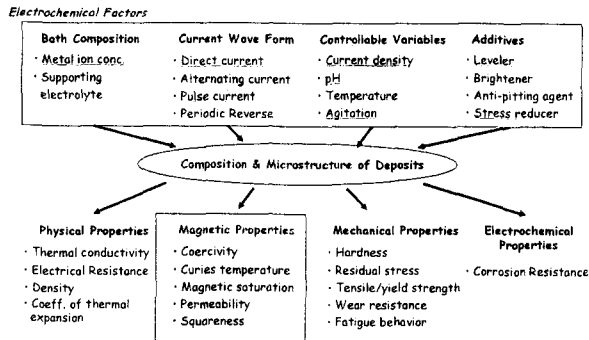 Electrochemical Factors
Bath Composition
· Metal ion conc.
· Supporting
electrolyte
Current Wave Form
· Direct current
· Alternating current
· Pulse current
· Periodic Reverse
Controllable Variables
· Current density
· pH
· Temperature
· Agitation
Additives
· Leveler
· Brightener
· Anti-pitting agent
· Stress reducer
Composition & Microstructure of Deposits
Physical Properties
· Thermal conductivity
· Electrical Resistance
· Density
· Coeff. of thermal
expansion
Magnetic Properties
· Coercivity
· Curies temperature
· Magnetic saturation
· Permeability
· Squareness
Mechanical Properties
· Hardness
· Residual stress
· Tensile/yield strength
· Wear resistance
· Fatigue behavior
Electrochemical
Properties
· Corrosion Resistance